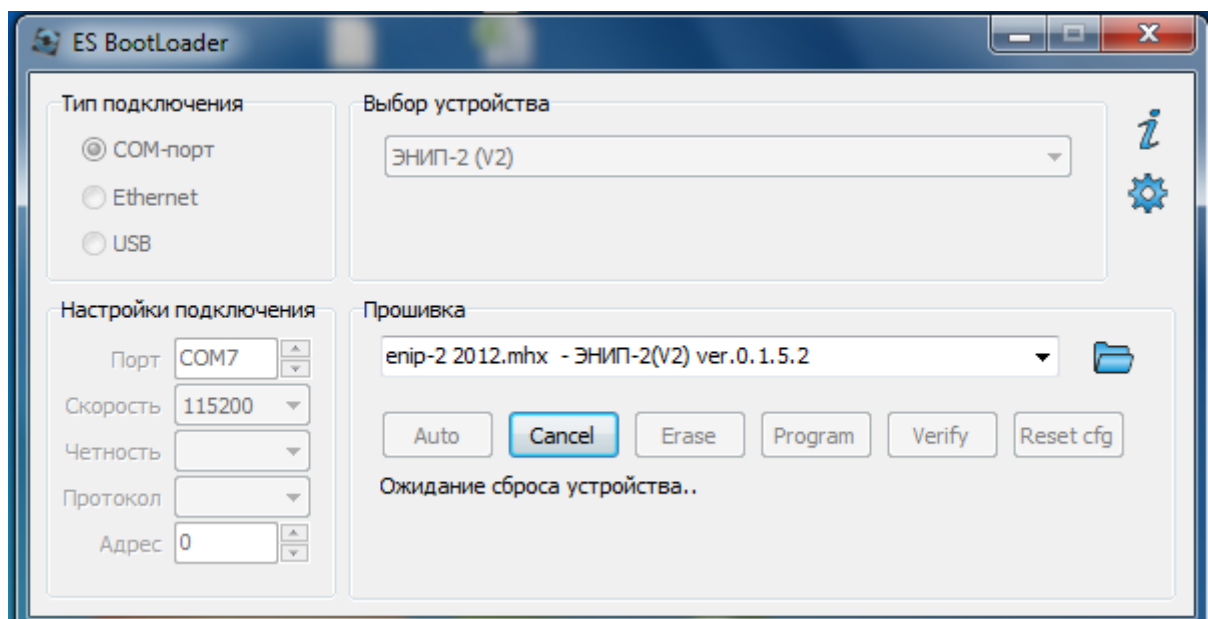 ES BootLoader
Тип подключения
COM-порт
Ethernet
USB
Выбор устройства
ЭНИП-2 (V2)
i
Настройки подключения
Порт COM7
Скорость 115200
Четность
Протокол
Адрес 0
Прошивка
enip-2 2012.mhx - ЭНИП-2(V2) ver.0.1.5.2
Auto Cancel Erase Program Verify Reset cfg
Ожидание сброса устройства..